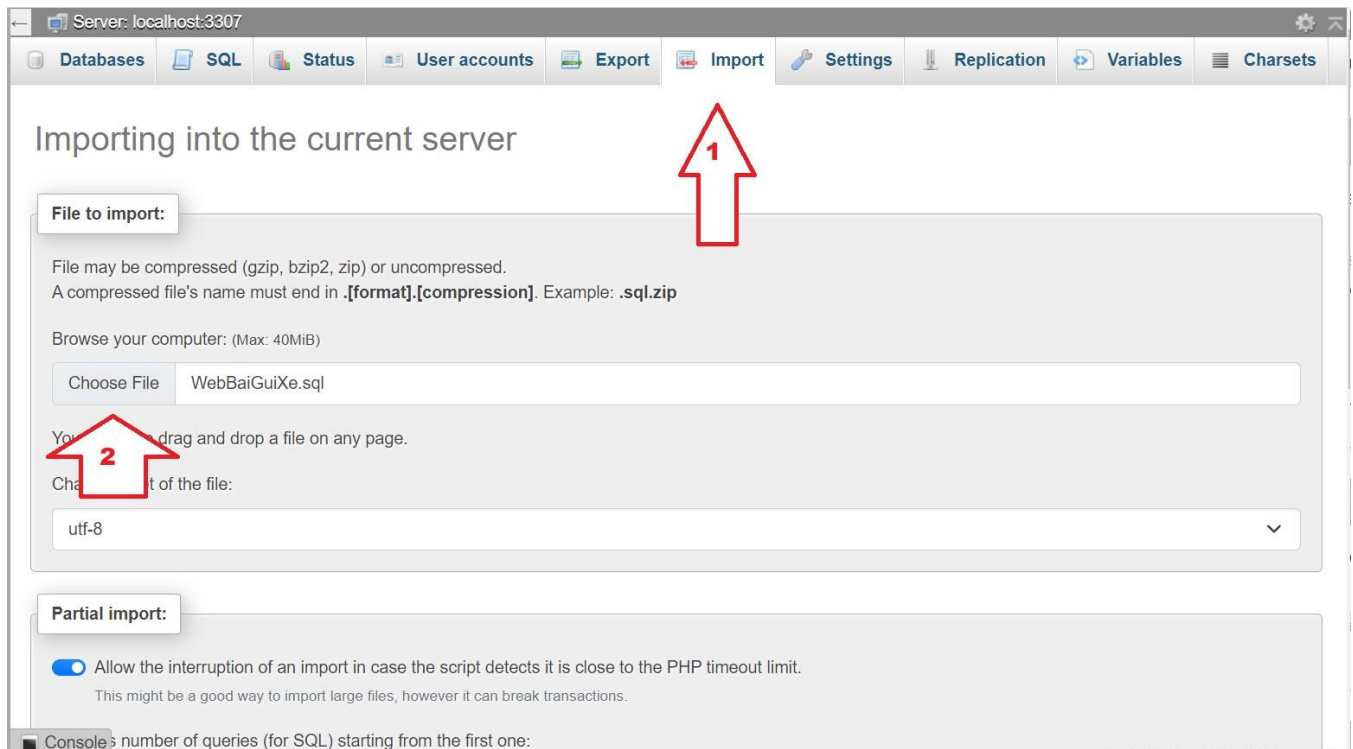 Server: localhost:3307
Databases SQL Status User accounts Export Import Settings Replication Variables Charsets
Importing into the current server
1
File to import:
File may be compressed (gzip, bzip2, zip) or uncompressed.
A compressed file's name must end in .[format].[compression]. Example: .sql.zip
Browse your computer: (Max: 40MiB)
Choose File WebBaiGuiXe.sql
drag and drop a file on any page.
2
of the file:
utf-8
Partial import:
Allow the interruption of an import in case the script detects it is close to the PHP timeout limit.
This might be a good way to import large files, however it can break transactions.
Console number of queries (for SQL) starting from the first one: